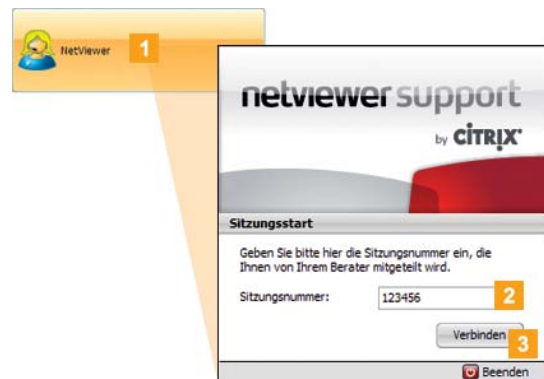 NetViewer 1
netviewer support
by CITRIX
Sitzungsstart
Geben Sie bitte hier die Sitzungsnummer ein, die
Ihnen von Ihrem Berater mitgeteilt wird.
Sitzungsnummer: 123456 2
Verbinden 3
Beenden